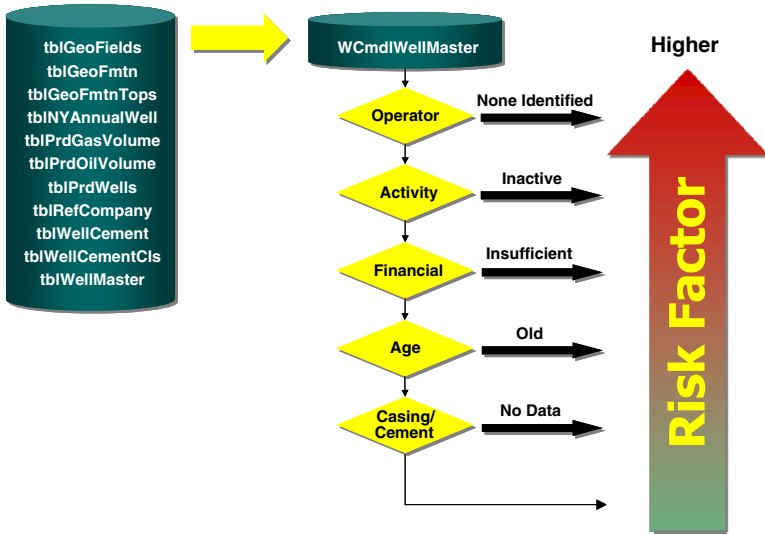 tblGeoFields
tblGeoFmtn
tblGeoFmtnTops
tblNYAnnualWell
tblPrdGasVolume
tblPrdOilVolume
tblPrdWells
tblRefCompany
tblWellCement
tblWellCementCls
tblWellMaster
WCmdlWellMaster
Higher
Operator
None Identified
Activity
Inactive
Financial
Insufficient
Age
Old
Casing/
Cement
No Data
Risk Factor